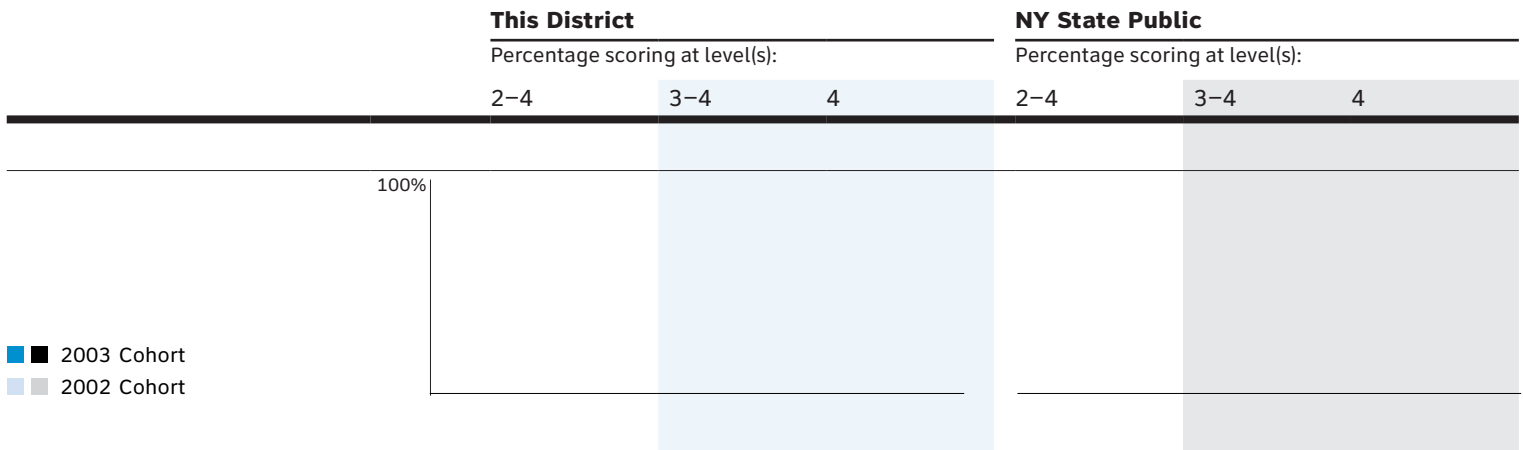 This District NY State Public
Percentage scoring at level(s): Percentage scoring at level(s):
2–4 3–4 4 2–4 3–4 4
100%
2003 Cohort
2002 Cohort